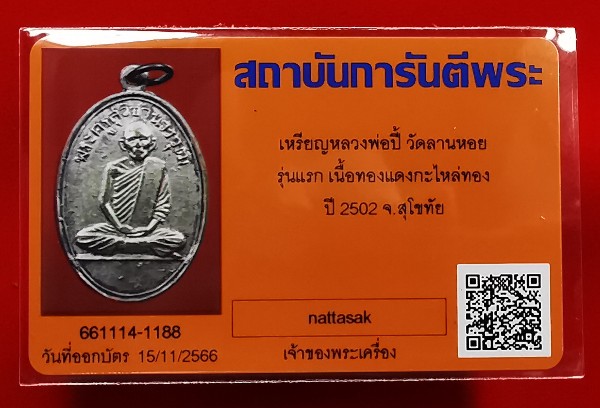 สถาบันการันตีพระ
เหรียญหลวงพ่อปี้ วัดลานหอย
รุ่นแรก เนื้อทองแดงกะไหล่ทอง
ปี 2502 จ.สุโขทัย
nattasak
เจ้าของพระเครื่อง
661114-1188
วันที่ออกบัตร 15/11/2566